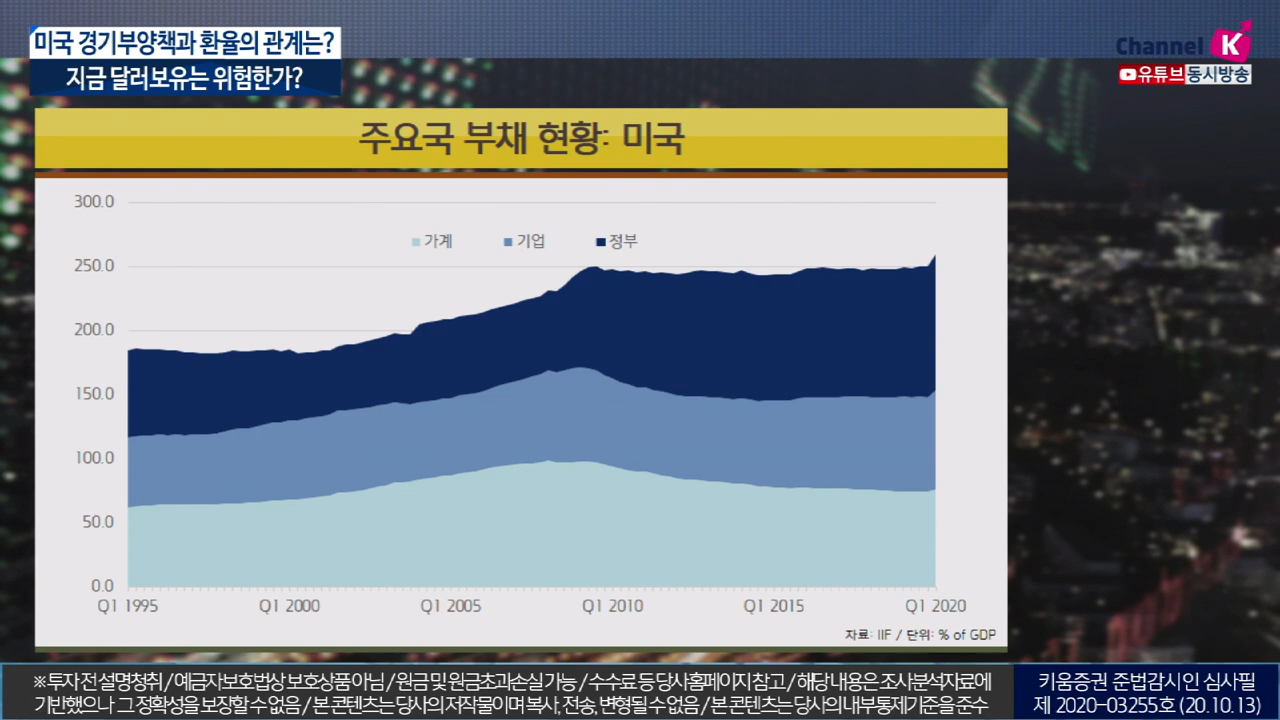 미국 경기부양책과 환율의 관계는?
지금 달러보유는 위험한가?
Channel K
유튜브 동시방송
주요국 부채 현황: 미국
300.0
가계 기업 정부
250.0
200.0
150.0
100.0
50.0
0.0
Q1 1995 Q1 2000 Q1 2005 Q1 2010 Q1 2015 Q1 2020
자료: IIF / 단위: % of GDP
※투자 전 설명청취 / 예금자보호법상 보호상품 아님 / 원금 및 원금초과손실 가능 / 수수료 등 당사홈페이지 참고 / 해당 내용은 조사분석자료에
기반했으나 그 정확성을 보장할 수 없음 / 본 콘텐츠는 당사의 저작물이며 복사, 전송, 변형될 수 없음 / 본 콘텐츠는 당사의 내부통제기준을 준수
키움증권 준법감시인 심사필
제 2020-03255호 (20.10.13)